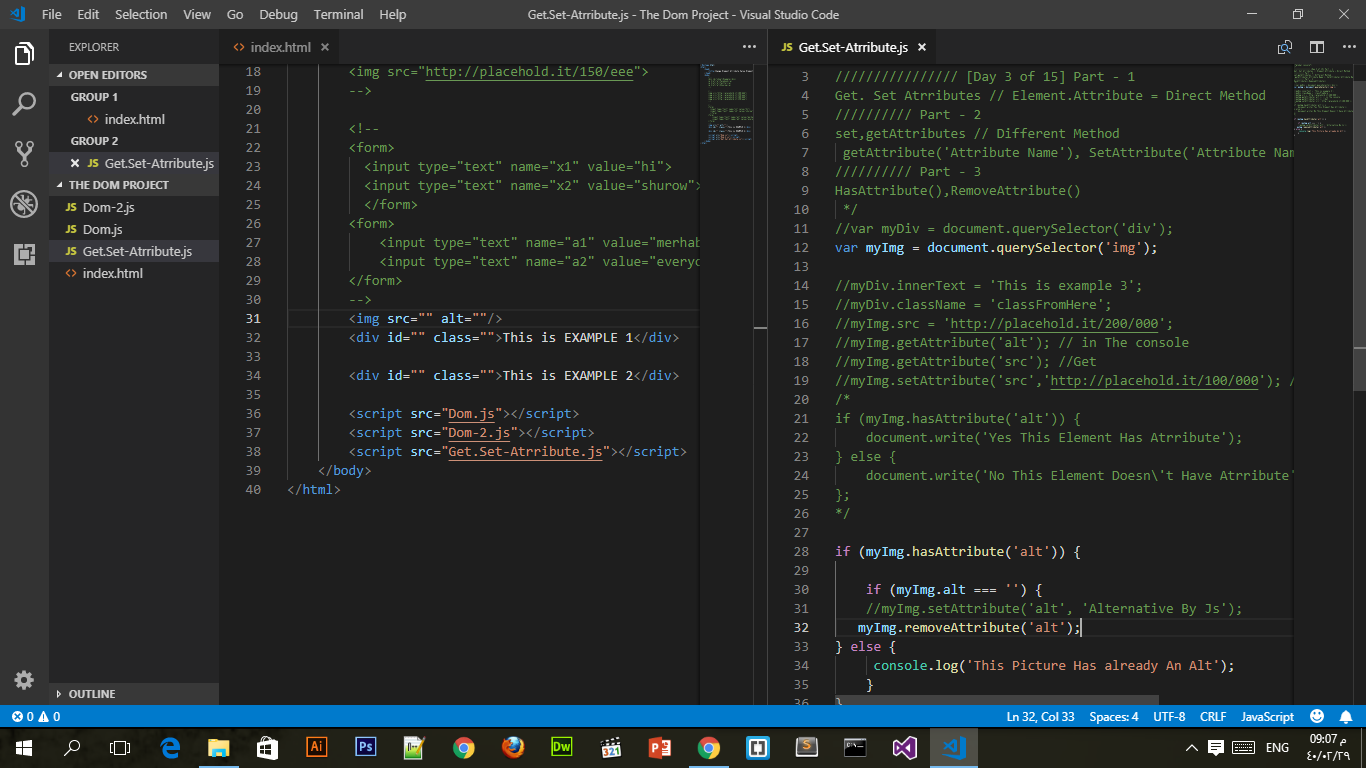 File Edit Selection View Go Debug Terminal Help
Get.Set-Atrribute.js - The Dom Project - Visual Studio Code
EXPLORER
OPEN EDITORS
GROUP 1
index.html
GROUP 2
JS Get.Set-Atrribute.js
THE DOM PROJECT
JS Dom-2.js
JS Dom.js
JS Get.Set-Atrribute.js
index.html
OUTLINE
index.html
18 <img src="http://placehold.it/150/eee">
19 -->
20
21 <!--
22 <form>
23 <input type="text" name="x1" value="hi">
24 <input type="text" name="x2" value="shurow">
25 </form>
26 <form>
27 <input type="text" name="a1" value="merhab
28 <input type="text" name="a2" value="everyo
29 </form>
30 -->
31 <img src="" alt=""/>
32 <div id="" class="">This is EXAMPLE 1</div>
33
34 <div id="" class="">This is EXAMPLE 2</div>
35
36 <script src="Dom.js"></script>
37 <script src="Dom-2.js"></script>
38 <script src="Get.Set-Atrribute.js"></script>
39 </body>
40 </html>
JS Get.Set-Atrribute.js
3 //////////////// [Day 3 of 15] Part - 1
4 Get. Set Atrributes // Element.Attribute = Direct Method
5 ////////// Part - 2
6 set,getAttributes // Different Method
7 getAttribute('Attribute Name'), SetAttribute('Attribute Nam
8 ////////// Part - 3
9 HasAttribute(),RemoveAttribute()
10 */
11 //var myDiv = document.querySelector('div');
12 var myImg = document.querySelector('img');
13
14 //myDiv.innerText = 'This is example 3';
15 //myDiv.className = 'classFromHere';
16 //myImg.src = 'http://placehold.it/200/000';
17 //myImg.getAttribute('alt'); // in The console
18 //myImg.getAttribute('src'); //Get
19 //myImg.setAttribute('src','http://placehold.it/100/000'); /
20 /*
21 if (myImg.hasAttribute('alt')) {
22 document.write('Yes This Element Has Atrribute');
23 } else {
24 document.write('No This Element Doesn\'t Have Atrribute'
25 };
26 */
27
28 if (myImg.hasAttribute('alt')) {
29
30 if (myImg.alt === '') {
31 //myImg.setAttribute('alt', 'Alternative By Js');
32 myImg.removeAttribute('alt');
33 } else {
34 console.log('This Picture Has already An Alt');
35 }
36 }
0 0
Ln 32, Col 33 Spaces: 4 UTF-8 CRLF JavaScript
Ai Ps Dw 321 ENG
09:07 م
٤٠/٠٢/٢٩